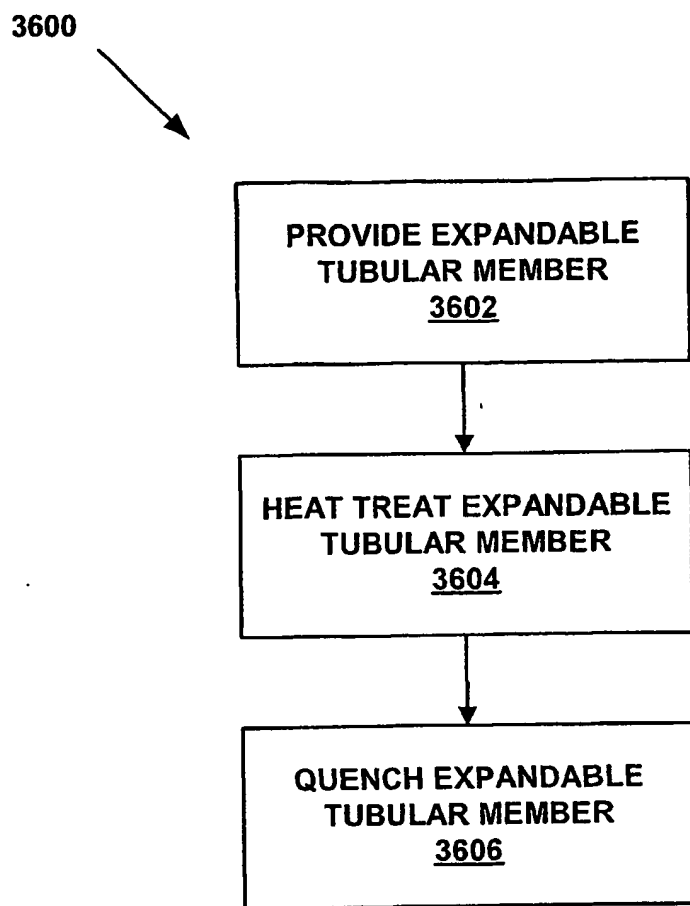 3600
PROVIDE EXPANDABLE
TUBULAR MEMBER
3602
HEAT TREAT EXPANDABLE
TUBULAR MEMBER
3604
QUENCH EXPANDABLE
TUBULAR MEMBER
3606